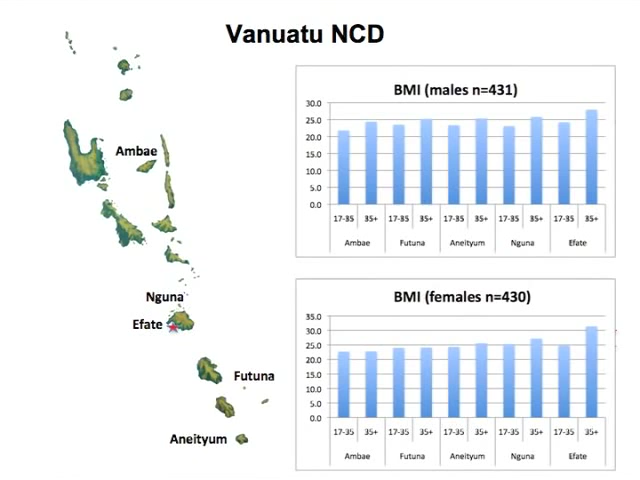 Vanuatu NCD
Ambae
Nguna
Efate
Futuna
Aneityum
BMI (males n=431)
30.0
25.0
20.0
15.0
10.0
5.0
0.0
17-35 35+ 17-35 35+ 17-35 35+ 17-35 35+ 17-35 35+
Ambae Futuna Aneityum Nguna Efate
BMI (females n=430)
35.0
30.0
25.0
20.0
15.0
10.0
5.0
0.0
17-35 35+ 17-35 35+ 17-35 35+ 17-35 35+ 17-35 35+
Ambae Futuna Aneityum Nguna Efate